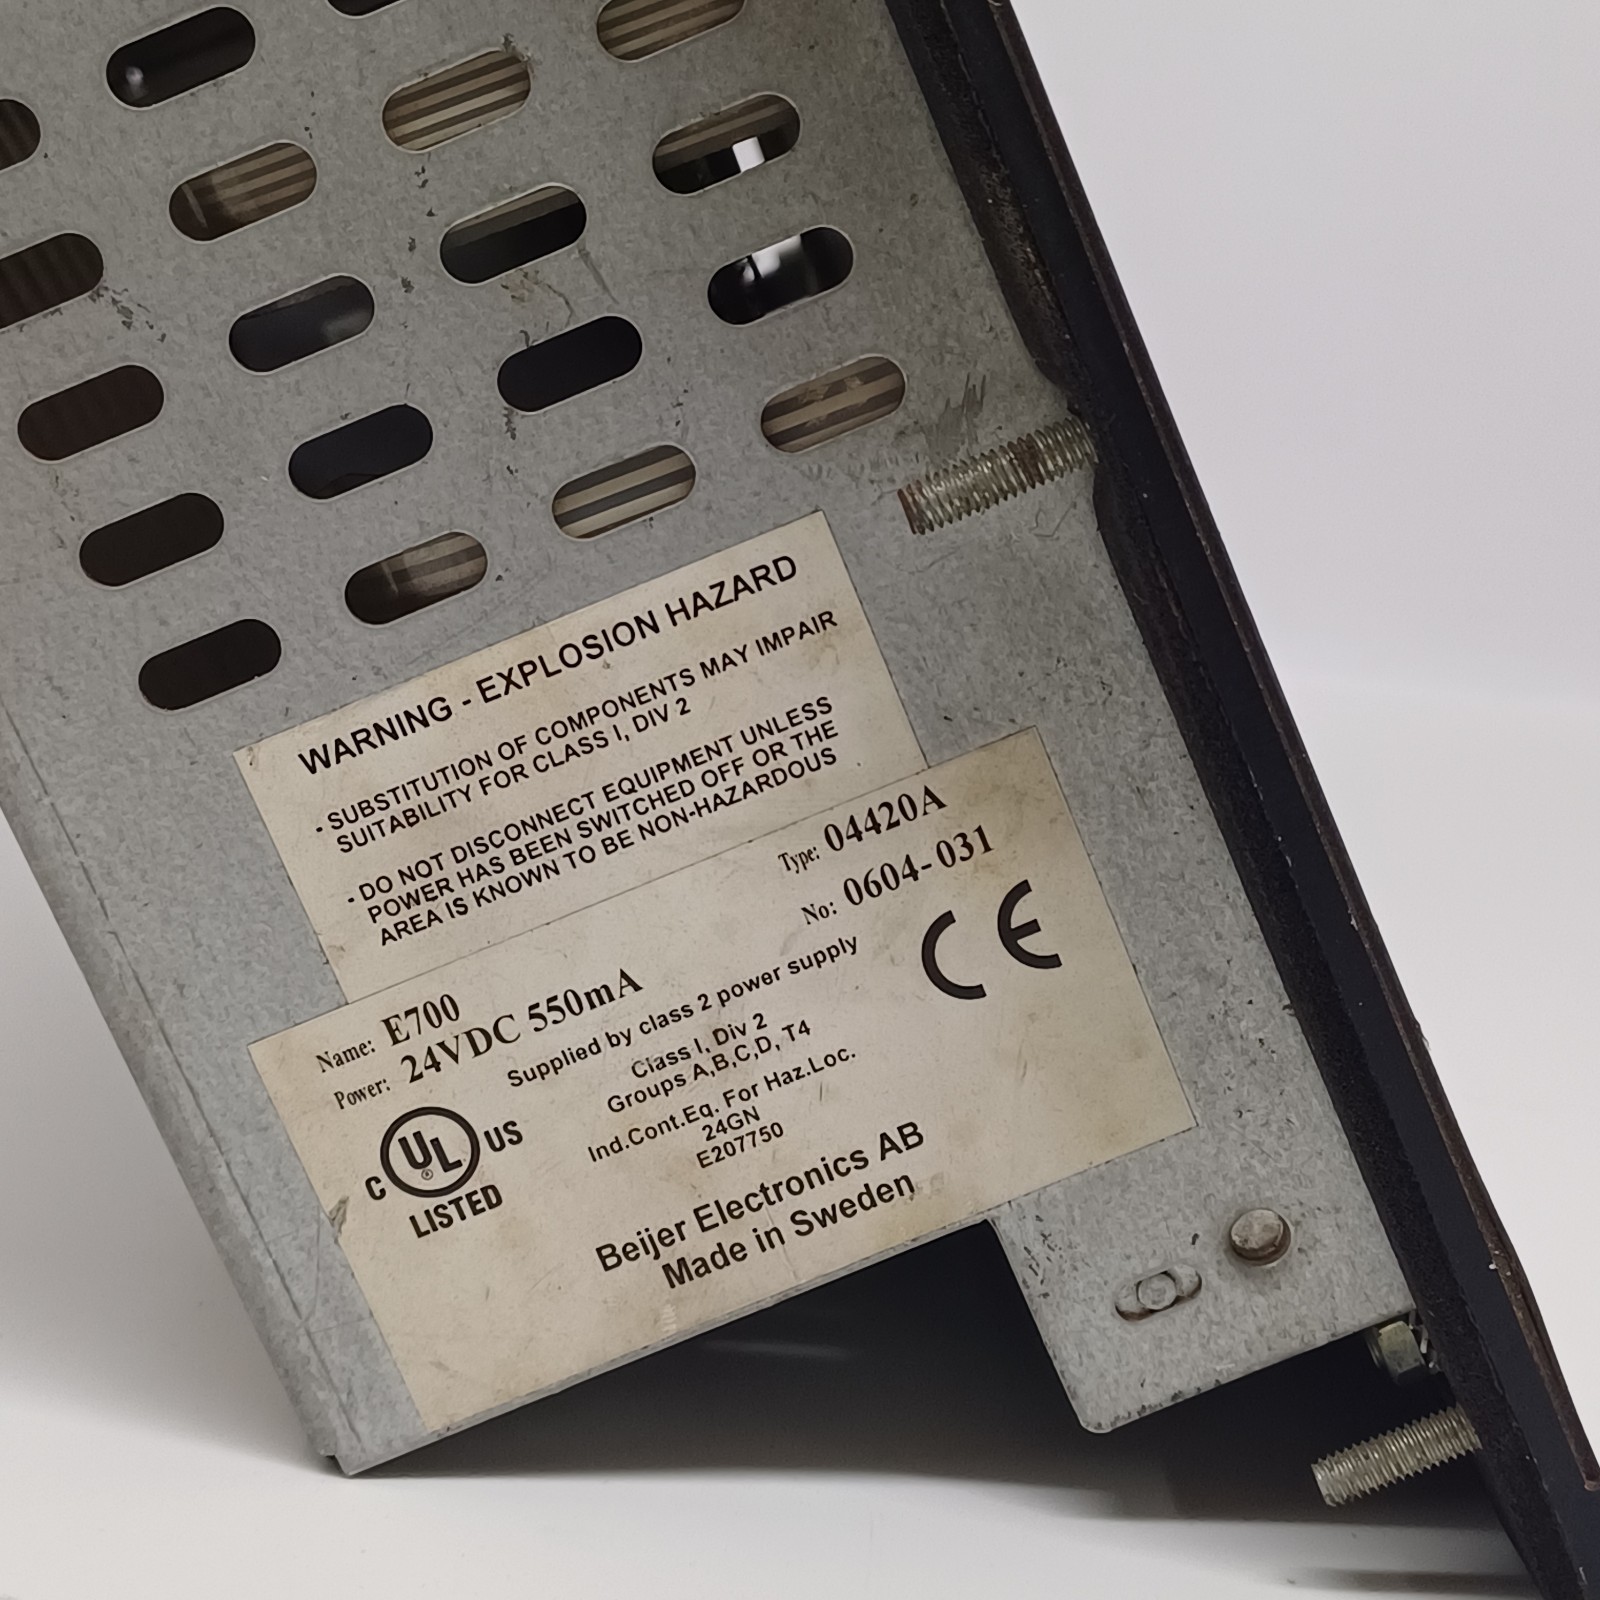 WARNING - EXPLOSION HAZARD
- SUBSTITUTION OF COMPONENTS MAY IMPAIR
SUITABILITY FOR CLASS I, DIV 2
- DO NOT DISCONNECT EQUIPMENT UNLESS
POWER HAS BEEN SWITCHED OFF OR THE
AREA IS KNOWN TO BE NON-HAZARDOUS
Type: 04420A
No: 0604-031
Name: E700
Power: 24VDC 550mA
Supplied by class 2 power supply
Class I, Div 2
Groups A,B,C,D, T4
Ind.Cont.Eq. For Haz.Loc.
24GN
E207750
CE
C UL ® US
LISTED
Beijer Electronics AB
Made in Sweden